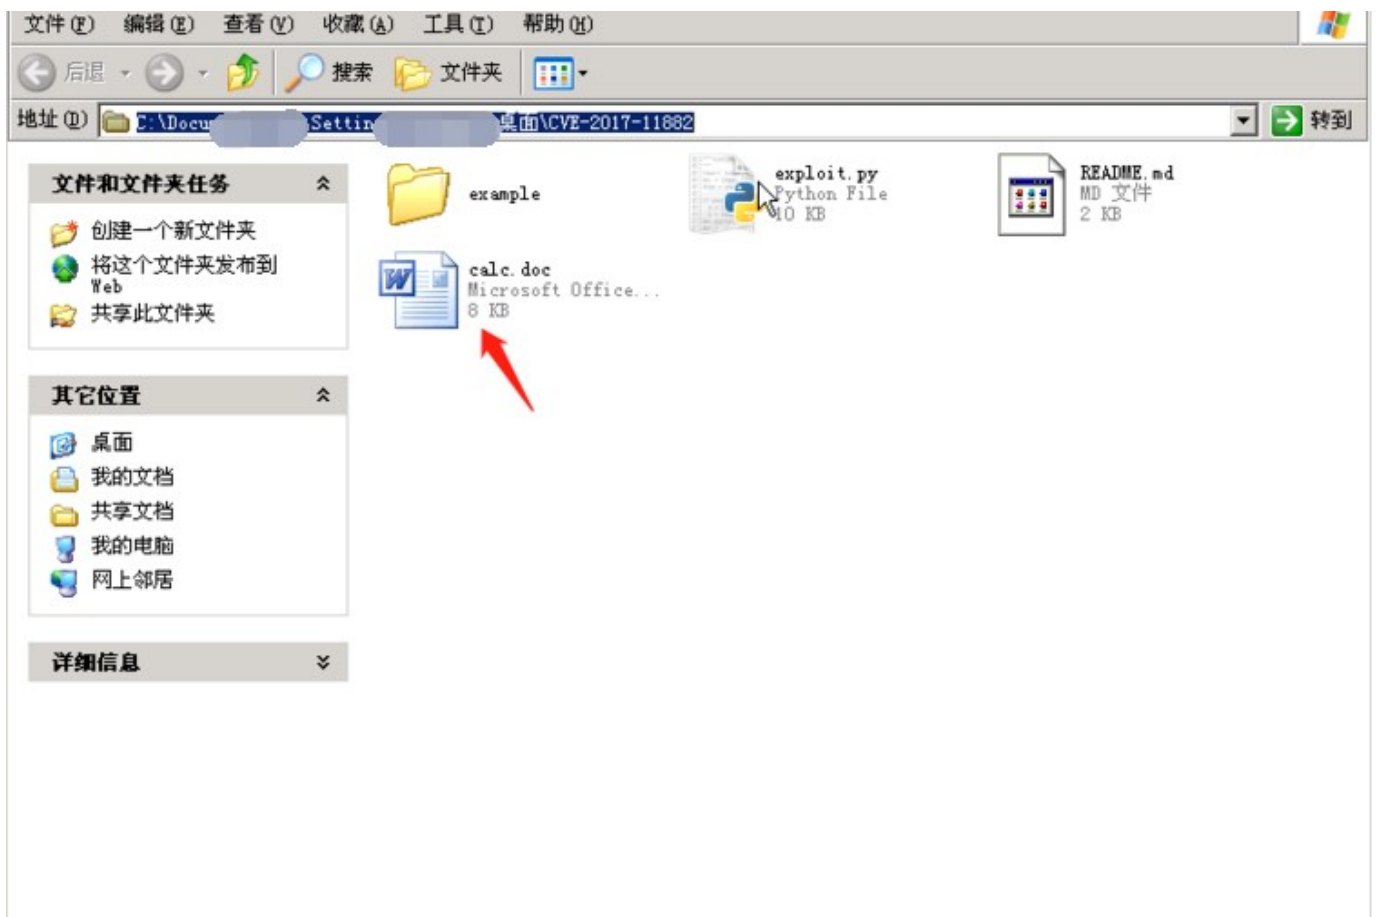 文件(F) 编辑(E) 查看(V) 收藏(A) 工具(T) 帮助(H)
后退 搜索 文件夹
地址(D) C:\Docu Settin 桌面\CVE-2017-11882 转到
文件和文件夹任务
创建一个新文件夹
将这个文件夹发布到
Web
共享此文件夹
其它位置
桌面
我的文档
共享文档
我的电脑
网上邻居
详细信息
example
exploit.py
Python File
10 KB
README.md
MD 文件
2 KB
calc.doc
Microsoft Office...
8 KB